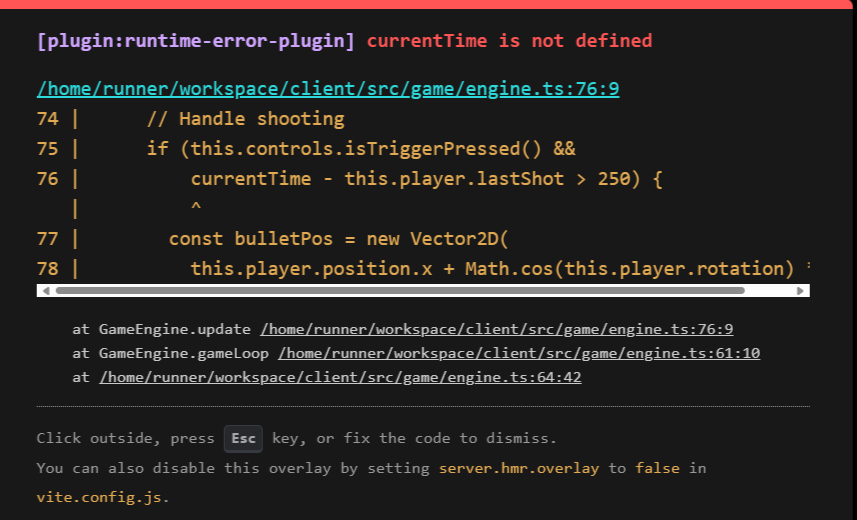 [plugin:runtime-error-plugin] currentTime is not defined
/home/runner/workspace/client/src/game/engine.ts:76:9
74 |      // Handle shooting
75 |      if (this.controls.isTriggerPressed() &&
76 |          currentTime - this.player.lastShot > 250) {
   |          ^
77 |        const bulletPos = new Vector2D(
78 |          this.player.position.x + Math.cos(this.player.rotation) *
at GameEngine.update /home/runner/workspace/client/src/game/engine.ts:76:9
at GameEngine.gameLoop /home/runner/workspace/client/src/game/engine.ts:61:10
at /home/runner/workspace/client/src/game/engine.ts:64:42
Click outside, press Esc key, or fix the code to dismiss.
You can also disable this overlay by setting server.hmr.overlay to false in
vite.config.js.